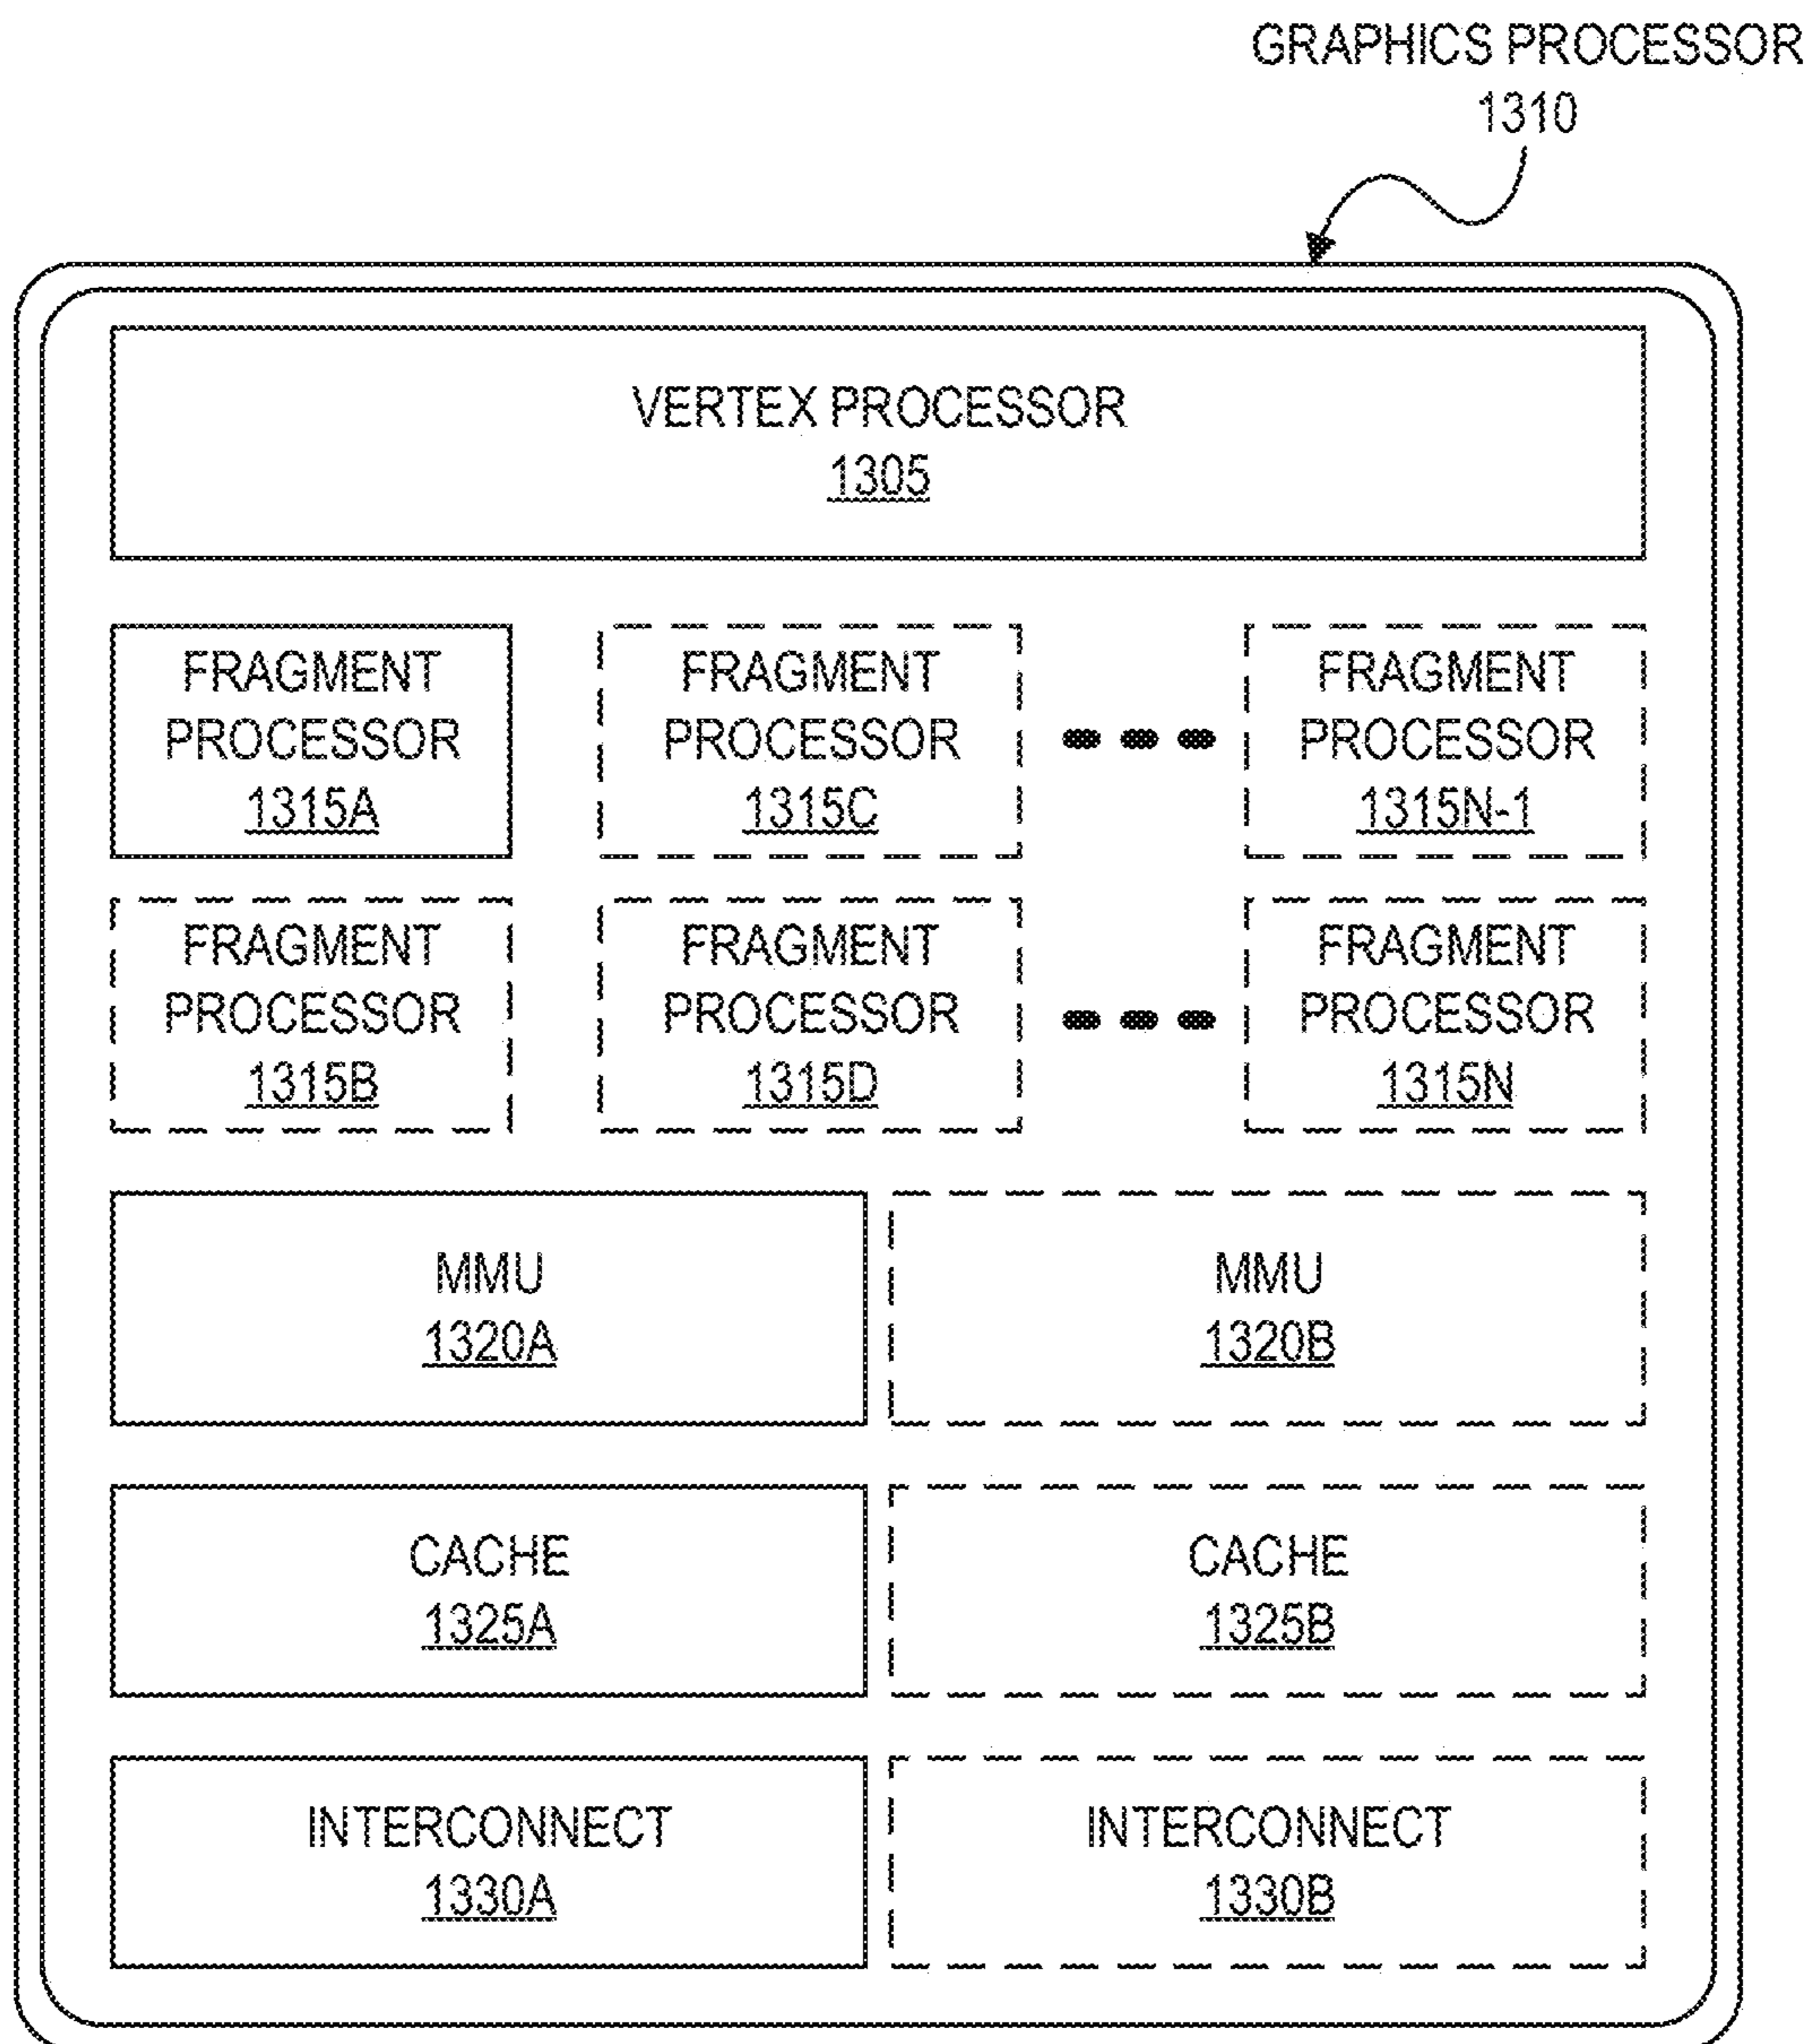 GRAPHICS PROCESSOR
1310
VERTEX PROCESSOR
1305
FRAGMENT
PROCESSOR
1315A
FRAGMENT
PROCESSOR
1315C
FRAGMENT
PROCESSOR
1315N-1
FRAGMENT
PROCESSOR
1315B
FRAGMENT
PROCESSOR
1315D
FRAGMENT
PROCESSOR
1315N
MMU
1320A
MMU
1320B
CACHE
1325A
CACHE
1325B
INTERCONNECT
1330A
INTERCONNECT
1330B